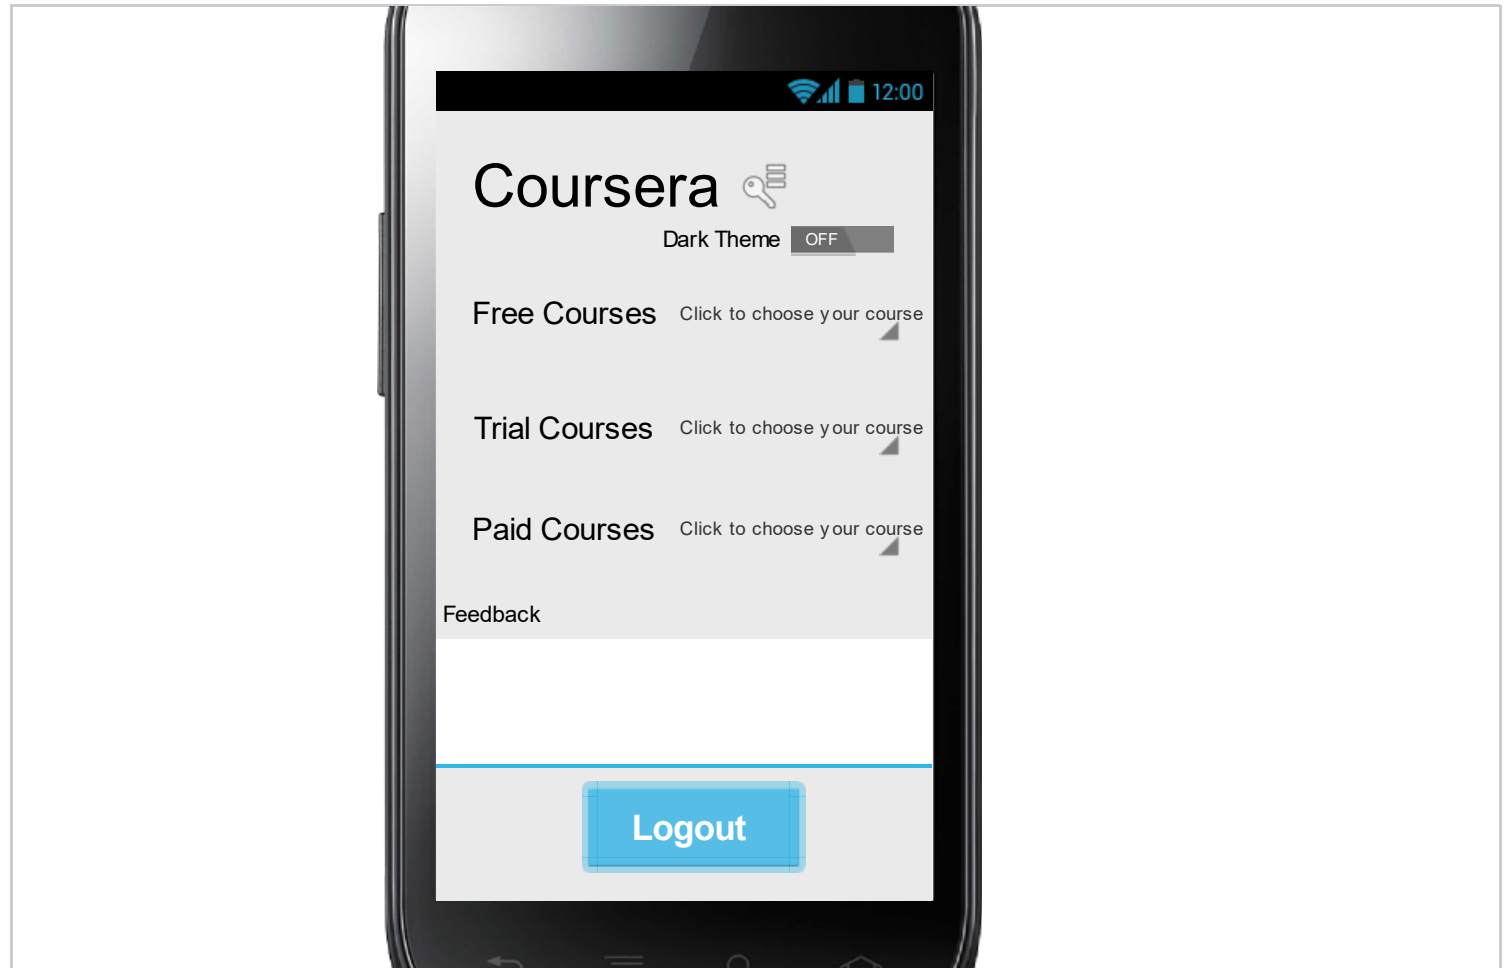 12:00
Coursera
Dark Theme OFF
Free Courses Click to choose your course
Trial Courses Click to choose your course
Paid Courses Click to choose your course
Feedback
Logout